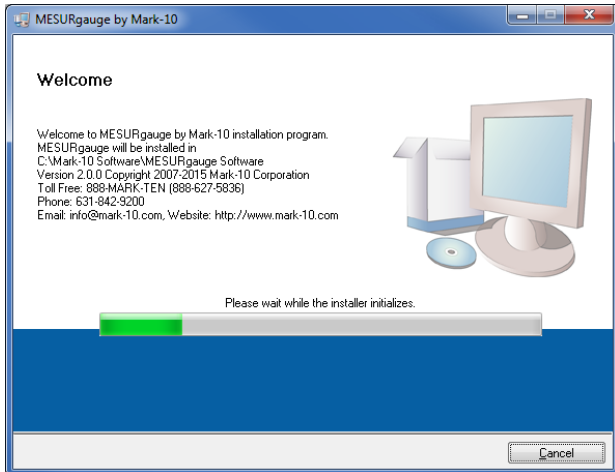 MESURgauge by Mark-10
Welcome
Welcome to MESURgauge by Mark-10 installation program.
MESURgauge will be installed in
C:\Mark-10 Software\MESURgauge Software
Version 2.0.0 Copyright 2007-2015 Mark-10 Corporation
Toll Free: 888-MARK-TEN (888-627-5836)
Phone: 631-842-9200
Email: info@mark-10.com, Website: http://www.mark-10.com
Please wait while the installer initializes.
Cancel